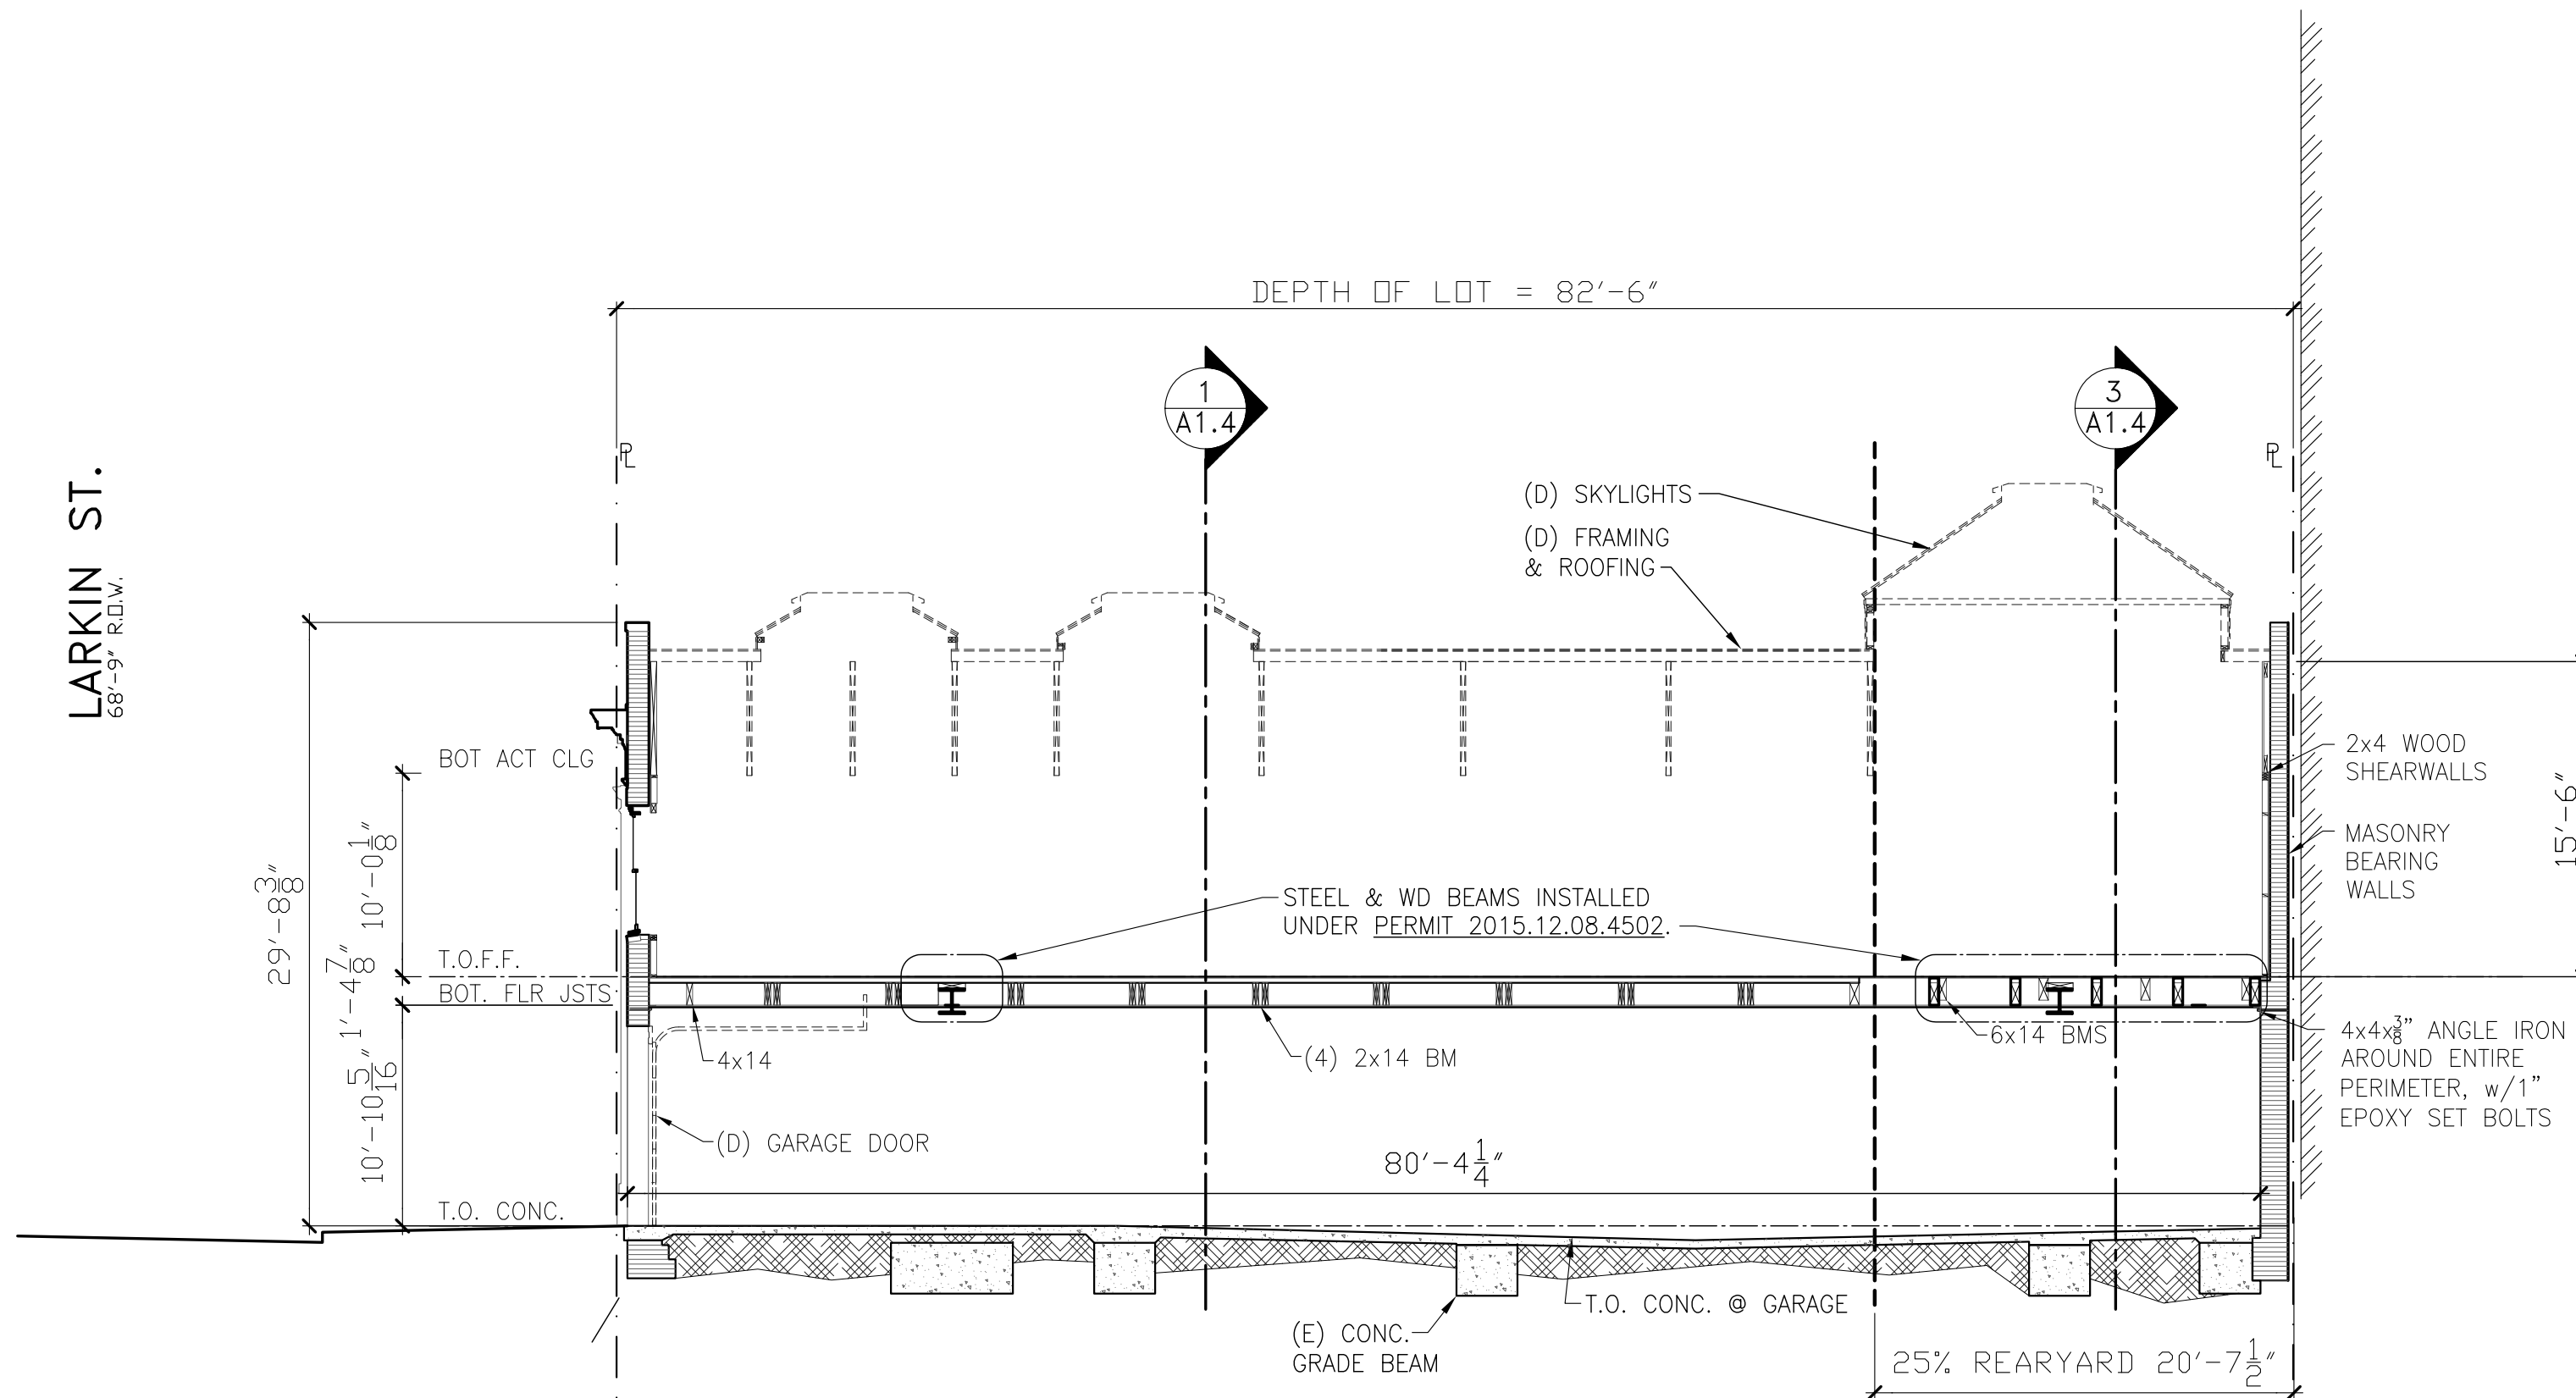 DEPTH OF LOT = 82'-6"
1
A1.4
3
A1.4
PL
PL
LARKIN ST.
68'-9" R.O.W.
(D) SKYLIGHTS
(D) FRAMING
& ROOFING
BOT ACT CLG
2x4 WOOD
SHEARWALLS
15'-6"
MASONRY
BEARING
WALLS
29'-8 3/8"
10'-0 1/8"
1'-4 7/8"
10'-10 5/16"
STEEL & WD BEAMS INSTALLED
UNDER PERMIT 2015.12.08.4502.
T.O.F.F.
BOT. FLR JSTS
4x14
(4) 2x14 BM
6x14 BMS
4x4x3/8" ANGLE IRON
AROUND ENTIRE
PERIMETER, w/1"
EPOXY SET BOLTS
(D) GARAGE DOOR
80'-4 1/4"
T.O. CONC.
T.O. CONC. @ GARAGE
(E) CONC.
GRADE BEAM
25% REARYARD 20'-7 1/2"